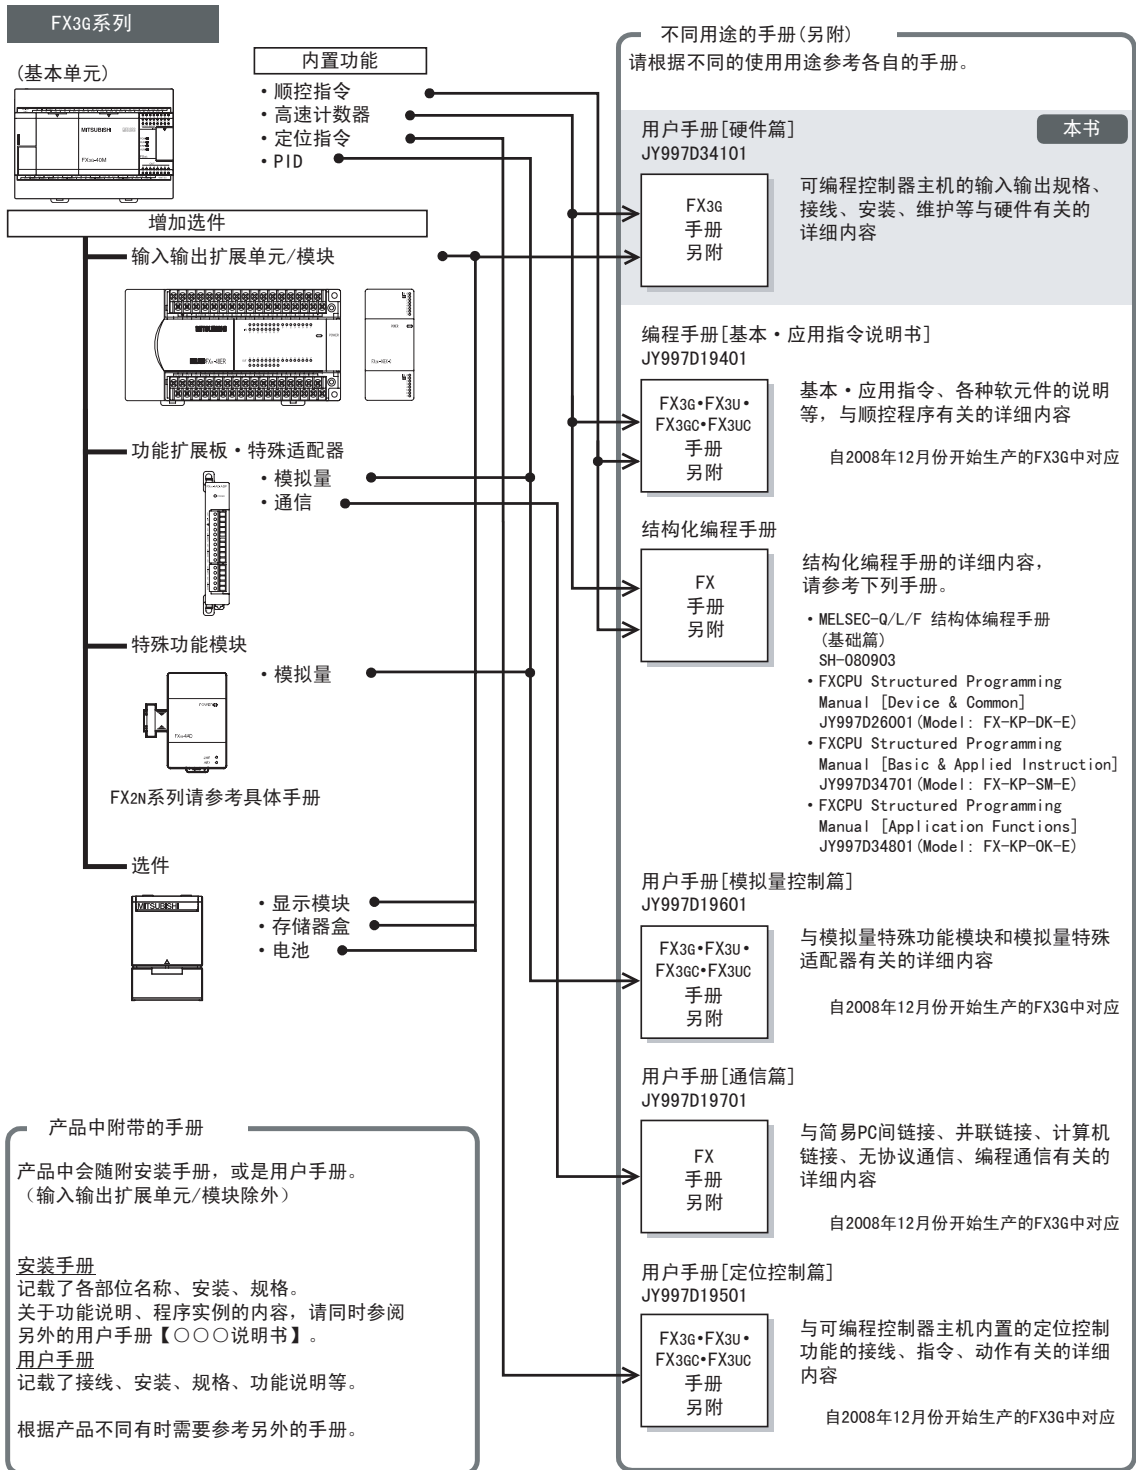 FX3G系列
(基本单元)
MITSUBISHI
FX3G-40M
内置功能
・顺控指令
・高速计数器
・定位指令
・PID
增加选件
输入输出扩展单元/模块
MITSUBISHI
功能扩展板・特殊适配器
・模拟量
・通信
特殊功能模块
・模拟量
POWER
FX2N系列请参考具体手册
选件
MITSUBISHI
・显示模块
・存储器盒
・电池
产品中附带的手册
产品中会随附安装手册，或是用户手册。
（输入输出扩展单元/模块除外）
安装手册
记载了各部位名称、安装、规格。
关于功能说明、程序实例的内容，请同时参阅
另外的用户手册【○○○说明书】。
用户手册
记载了接线、安装、规格、功能说明等。
根据产品不同有时需要参考另外的手册。
不同用途的手册(另附)
请根据不同的使用用途参考各自的手册。
用户手册[硬件篇]
JY997D34101
本书
FX3G
手册
另附
可编程控制器主机的输入输出规格、
接线、安装、维护等与硬件有关的
详细内容
编程手册[基本・应用指令说明书]
JY997D19401
FX3G•FX3U•
FX3GC•FX3UC
手册
另附
基本・应用指令、各种软元件的说明
等，与顺控程序有关的详细内容
自2008年12月份开始生产的FX3G中对应
结构化编程手册
FX
手册
另附
结构化编程手册的详细内容，
请参考下列手册。
・MELSEC-Q/L/F 结构体编程手册
(基础篇)
SH-080903
・FXCPU Structured Programming
Manual [Device & Common]
JY997D26001(Model: FX-KP-DK-E)
・FXCPU Structured Programming
Manual [Basic & Applied Instruction]
JY997D34701(Model: FX-KP-SM-E)
・FXCPU Structured Programming
Manual [Application Functions]
JY997D34801(Model: FX-KP-OK-E)
用户手册[模拟量控制篇]
JY997D19601
FX3G•FX3U•
FX3GC•FX3UC
手册
另附
与模拟量特殊功能模块和模拟量特殊
适配器有关的详细内容
自2008年12月份开始生产的FX3G中对应
用户手册[通信篇]
JY997D19701
FX
手册
另附
与简易PC间链接、并联链接、计算机
链接、无协议通信、编程通信有关的
详细内容
自2008年12月份开始生产的FX3G中对应
用户手册[定位控制篇]
JY997D19501
FX3G•FX3U•
FX3GC•FX3UC
手册
另附
与可编程控制器主机内置的定位控制
功能的接线、指令、动作有关的详细
内容
自2008年12月份开始生产的FX3G中对应